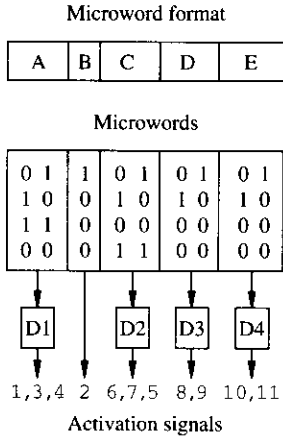 Microword format
A B C D E
Microwords
0 1 1 0 1 0 1 0 1
1 0 0 1 0 1 0 1 0
1 1 0 0 0 0 0 0 0
0 0 0 1 1 0 0 0 0
D1 D2 D3 D4
1,3,4 2 6,7,5 8,9 10,11
Activation signals